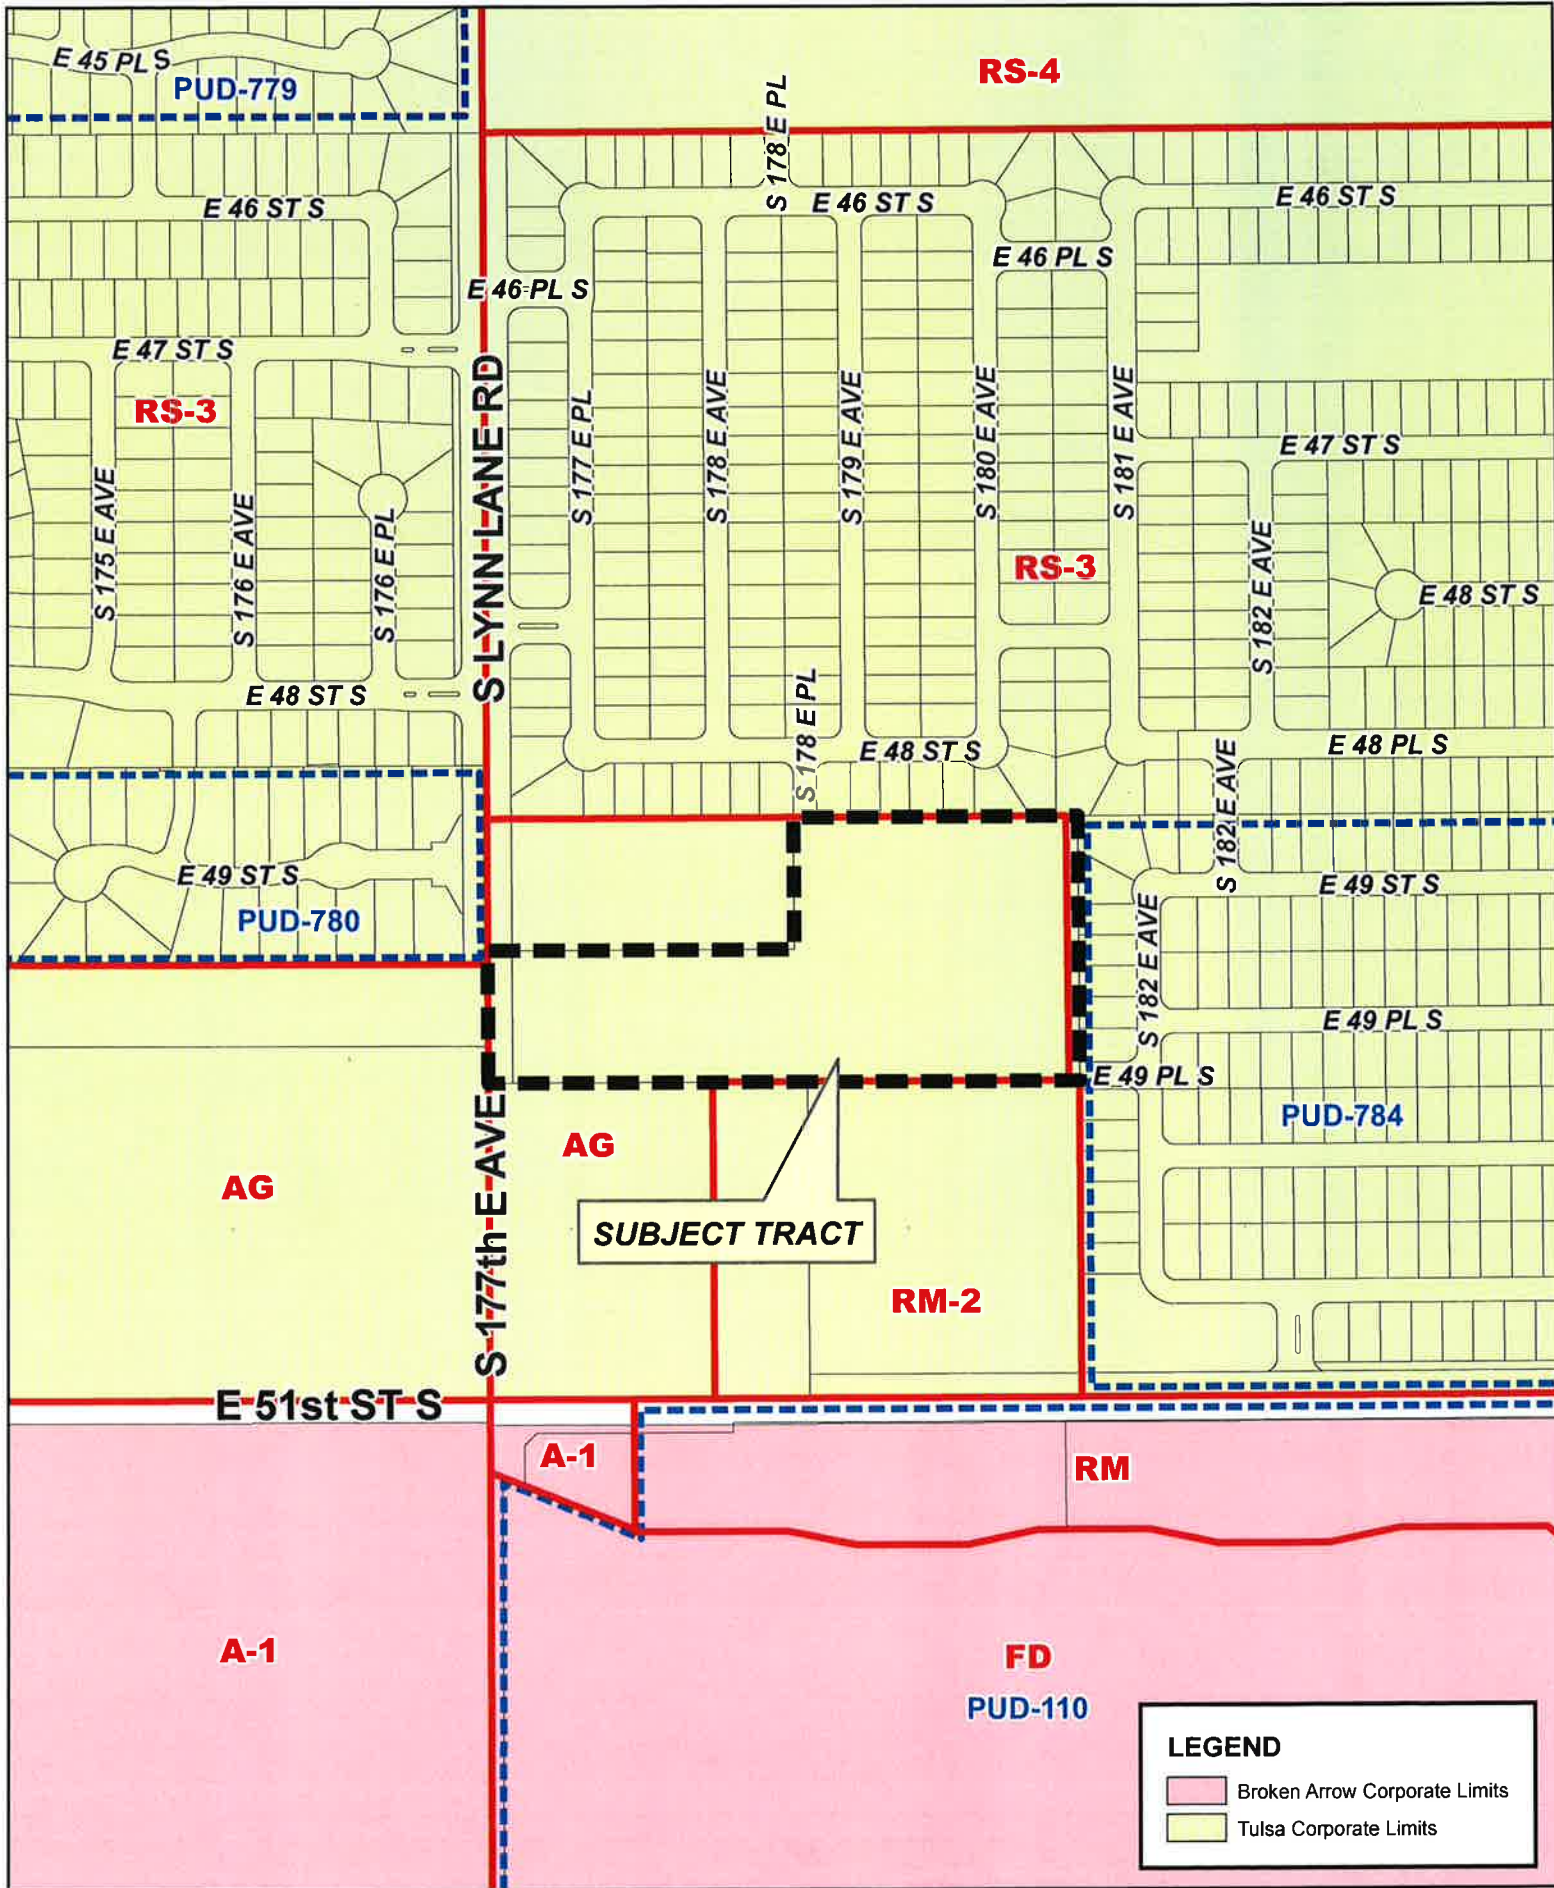 E 45 PL S
PUD-779
RS-4
S 178 E PL
E 46 ST S
E 46 ST S
E 46 ST S
E 46 PL S
E 46 PL S
E 47 ST S
RS-3
S LYNN LANE RD
S 177 E PL
S 178 E AVE
S 179 E AVE
S 180 E AVE
S 181 E AVE
E 47 ST S
S 175 E AVE
S 176 E AVE
S 176 E PL
RS-3
S 182 E AVE
E 48 ST S
E 48 ST S
S 178 E PL
E 48 ST S
E 48 PL S
S 182 E AVE
E 49 ST S
PUD-780
E 49 ST S
S 182 E AVE
E 49 PL S
E 49 PL S
PUD-784
AG
AG
S 177th E AVE
SUBJECT TRACT
RM-2
E 51st ST S
A-1
RM
A-1
FD
PUD-110
LEGEND
Broken Arrow Corporate Limits
Tulsa Corporate Limits